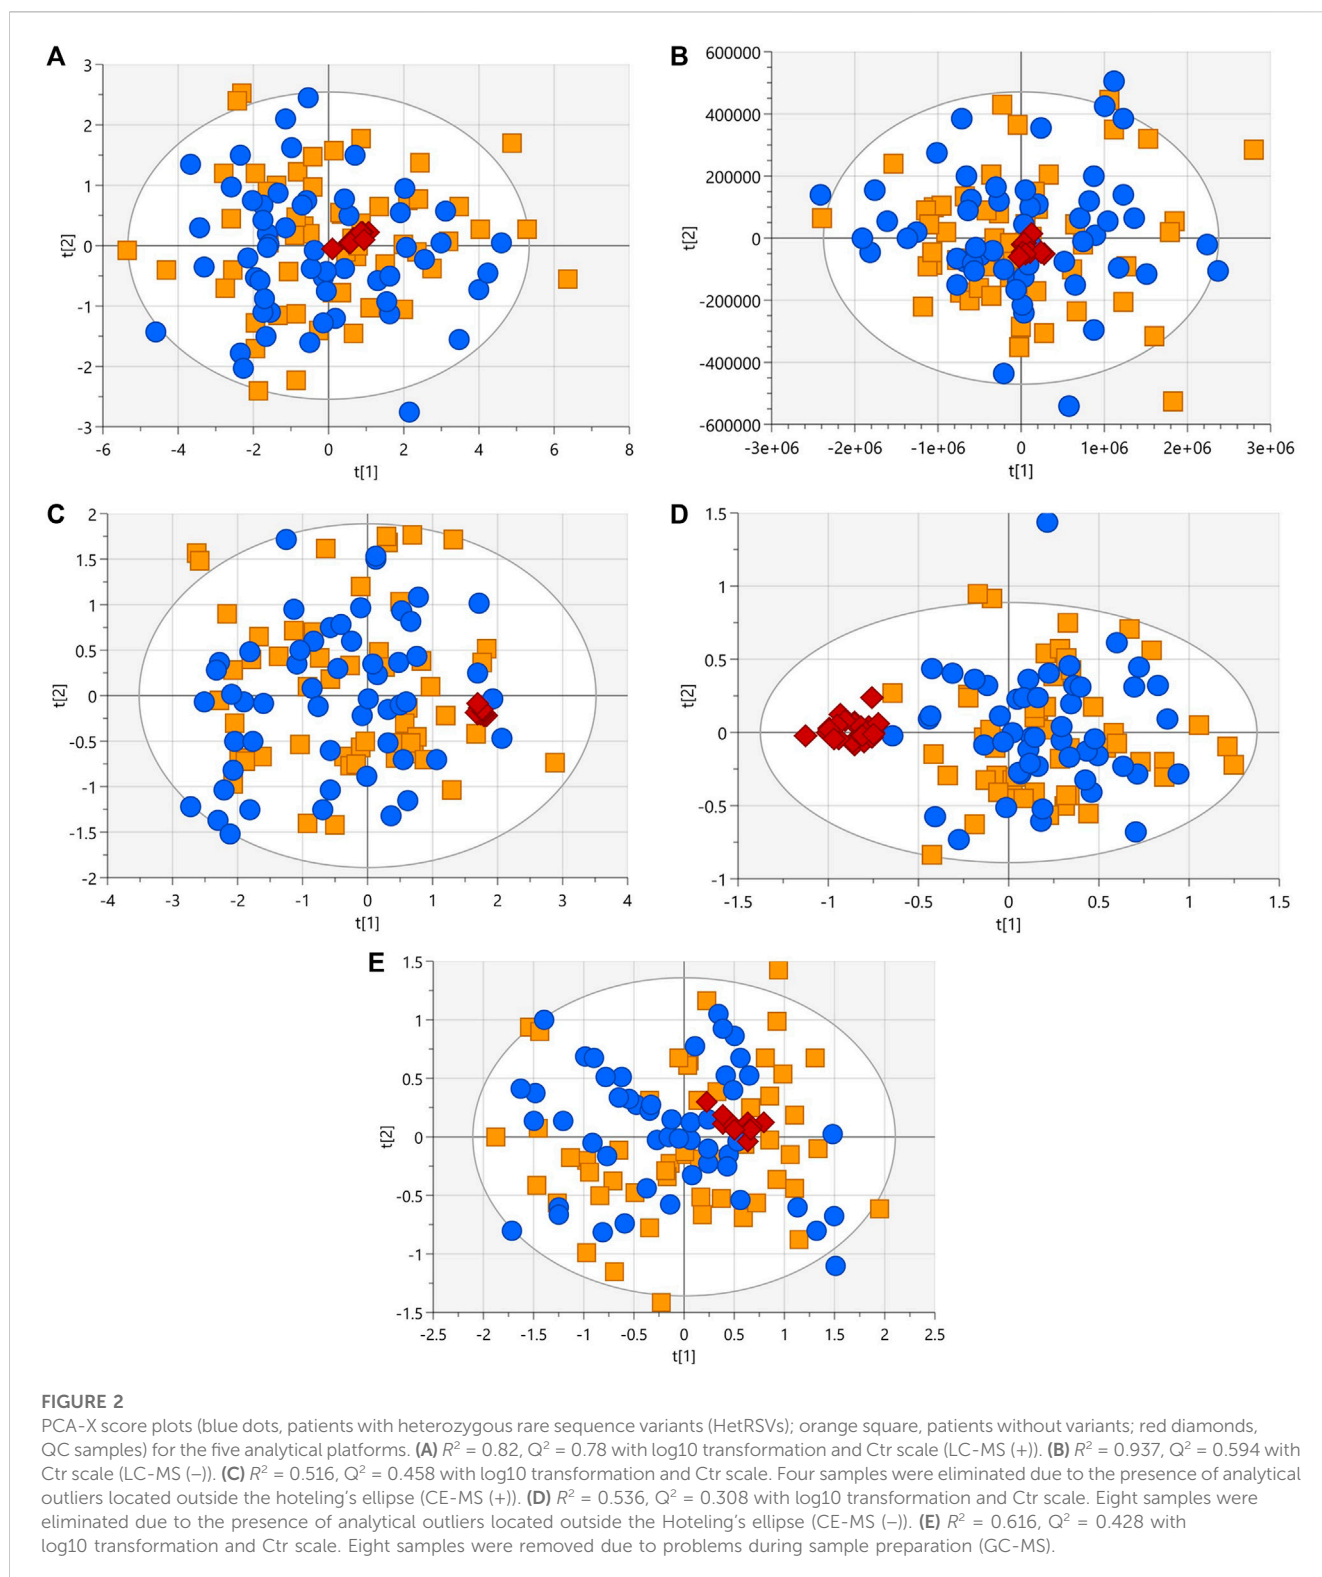 A
3
2
1
0
-1
-2
-3
t[2]
-6
-4
-2
0
2
4
6
8
t[1]
B
600000
400000
200000
0
-200000
-400000
-600000
t[2]
-3e+06
-2e+06
-1e+06
0
1e+06
2e+06
3e+06
t[1]
C
2
1.5
1
0.5
0
-0.5
-1
-1.5
-2
t[2]
-4
-3
-2
-1
0
1
2
3
4
t[1]
D
1.5
1
0.5
0
-0.5
-1
t[2]
-1.5
-1
-0.5
0
0.5
1
1.5
t[1]
E
1.5
1
0.5
0
-0.5
-1
-1.5
t[2]
-2.5
-2
-1.5
-1
-0.5
0
0.5
1
1.5
2
2.5
t[1]
FIGURE 2
PCA-X score plots (blue dots, patients with heterozygous rare sequence variants (HetRSVs); orange square, patients without variants; red diamonds,
QC samples) for the five analytical platforms. (A) R² = 0.82, Q² = 0.78 with log10 transformation and Ctr scale (LC-MS (+)). (B) R² = 0.937, Q² = 0.594 with
Ctr scale (LC-MS (–)). (C) R² = 0.516, Q² = 0.458 with log10 transformation and Ctr scale. Four samples were eliminated due to the presence of analytical
outliers located outside the hoteling's ellipse (CE-MS (+)). (D) R² = 0.536, Q² = 0.308 with log10 transformation and Ctr scale. Eight samples were
eliminated due to the presence of analytical outliers located outside the Hoteling's ellipse (CE-MS (–)). (E) R² = 0.616, Q² = 0.428 with
log10 transformation and Ctr scale. Eight samples were removed due to problems during sample preparation (GC-MS).